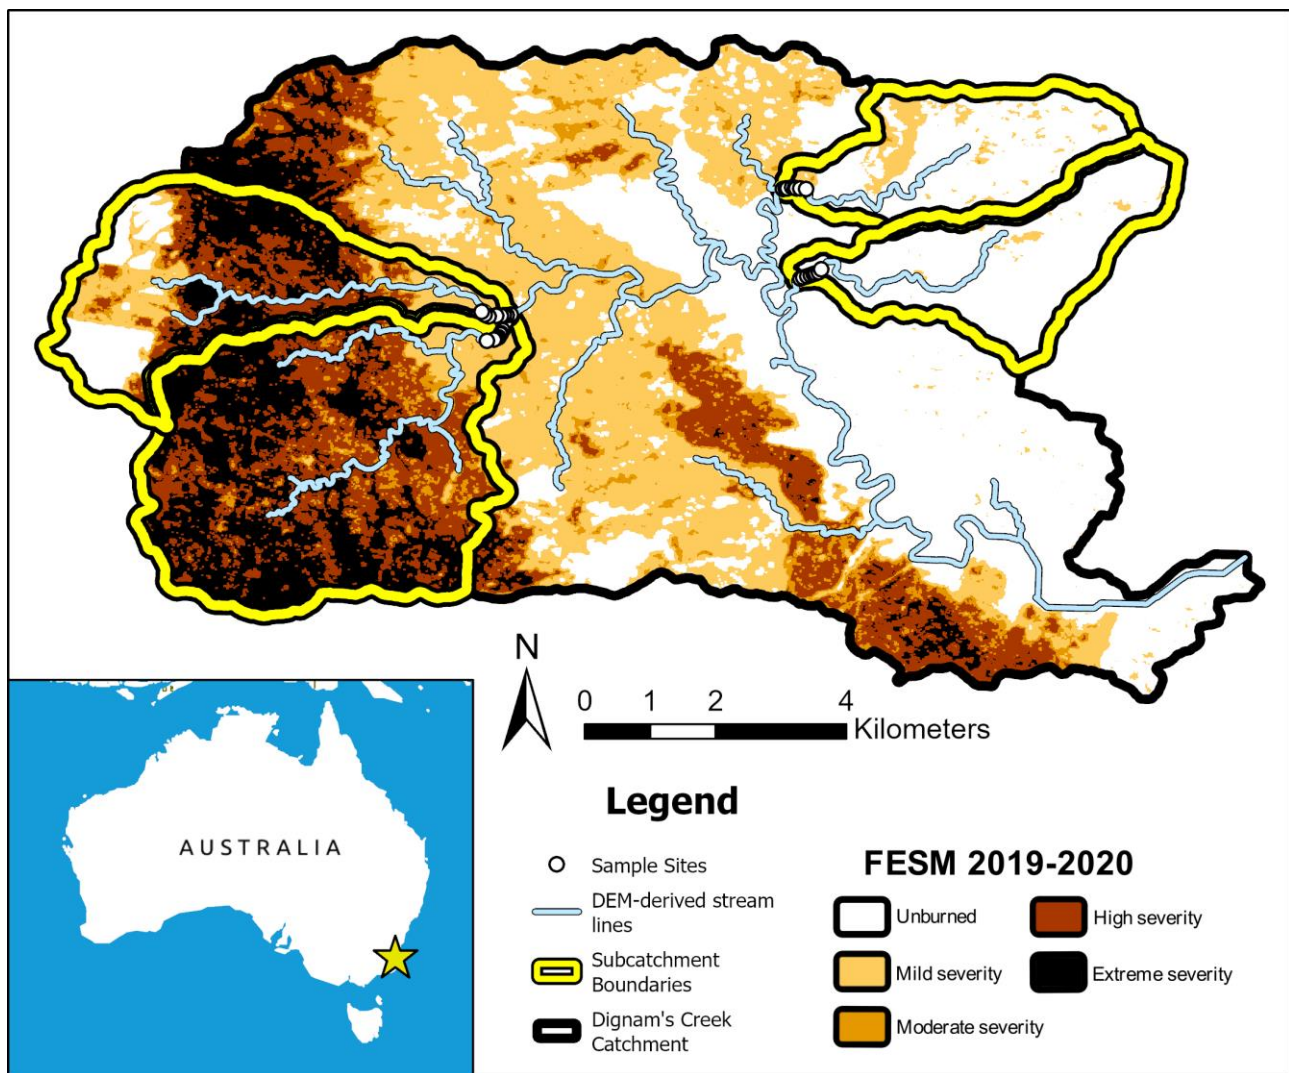 N
0 1 2 4
Kilometers
AUSTRALIA
Legend
Sample Sites
DEM-derived stream
lines
Subcatchment
Boundaries
Dignam's Creek
Catchment
FESM 2019-2020
Unburned
High severity
Mild severity
Extreme severity
Moderate severity